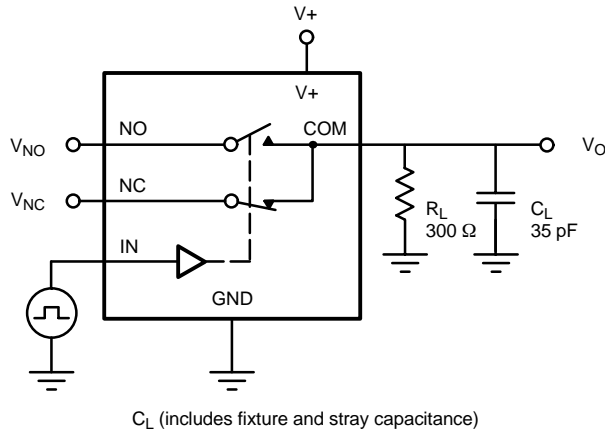 V+
V+
NO
COM
V_NO
V_O
NC
V_NC
R_L
300 Ω
C_L
35 pF
IN
GND
C_L (includes fixture and stray capacitance)